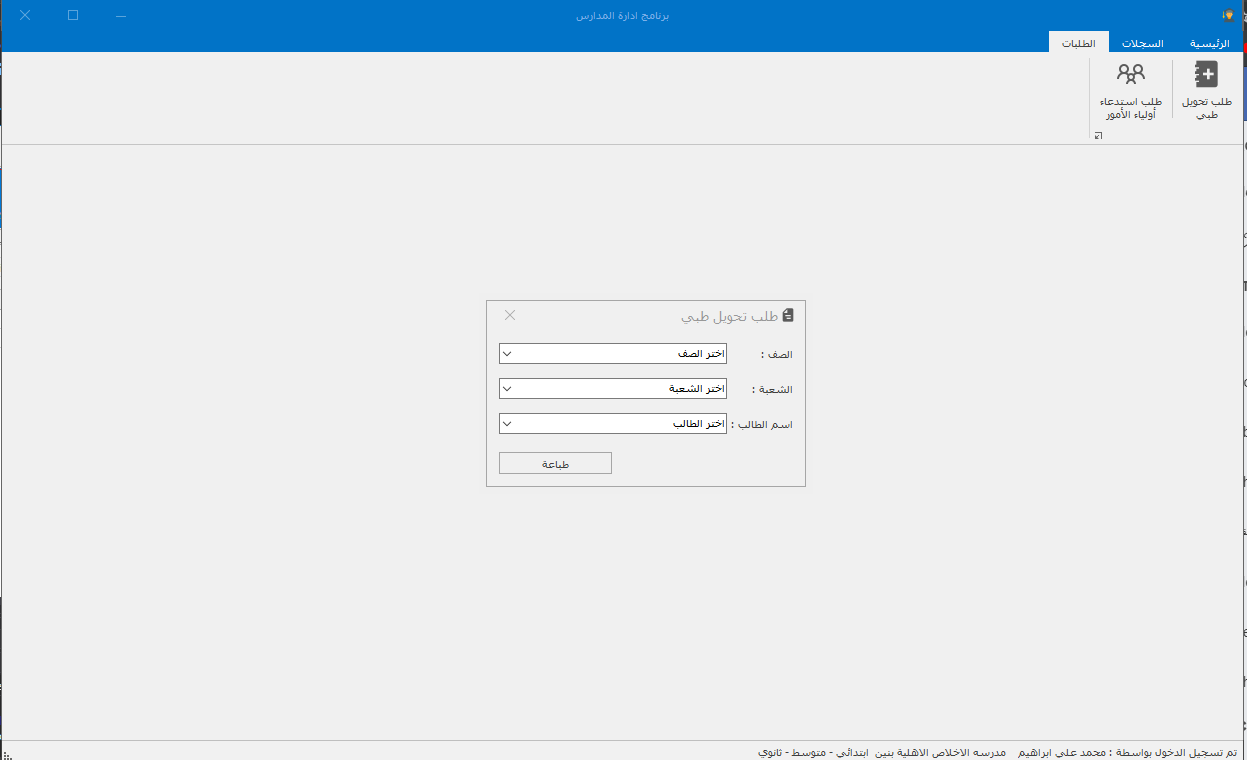 برنامج ادارة المدارس
الرئيسية
السجلات
الطلبات
طلب تحويل
طبي
طلب استدعاء
أولياء الأمور
طلب تحويل طبي
الصف :
اختر الصف
الشعبة :
اختر الشعبة
اسم الطالب :
اختر الطالب
طباعة
تم تسجيل الدخول بواسطة : محمد علي ابراهيم مدرسه الاخلاص الاهلية بنين ابتدائي - متوسط - ثانوي